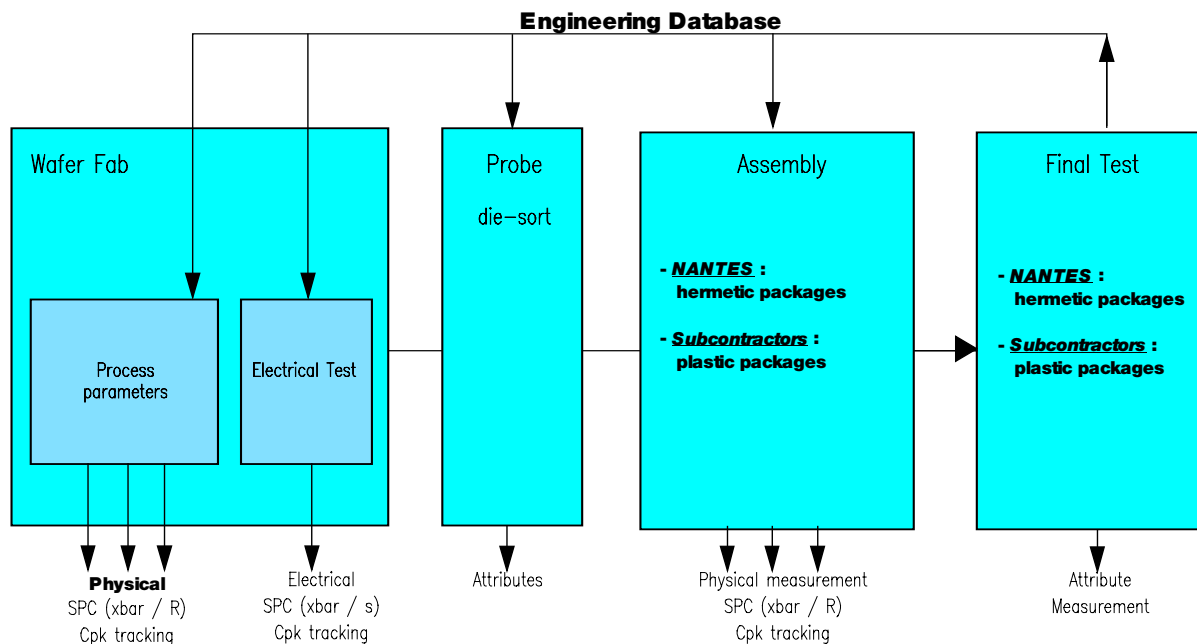 Engineering Database
Wafer Fab
Process
parameters
Electrical Test
Probe
die-sort
Assembly
- NANTES :
hermetic packages
- Subcontractors :
plastic packages
Final Test
- NANTES :
hermetic packages
- Subcontractors :
plastic packages
Physical
SPC (xbar / R)
Cpk tracking
Electrical
SPC (xbar / s)
Cpk tracking
Attributes
Physical measurement
SPC (xbar / R)
Cpk tracking
Attribute
Measurement